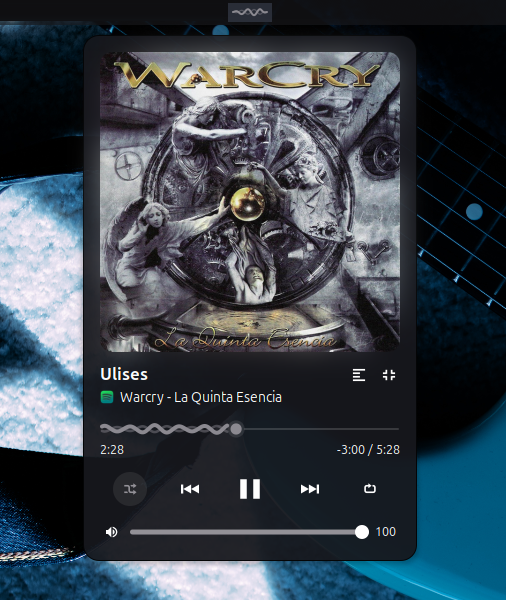 WARCRY
La Quinta Esencia
Ulises
Warcry - La Quinta Esencia
2:28 -3:00 / 5:28
100